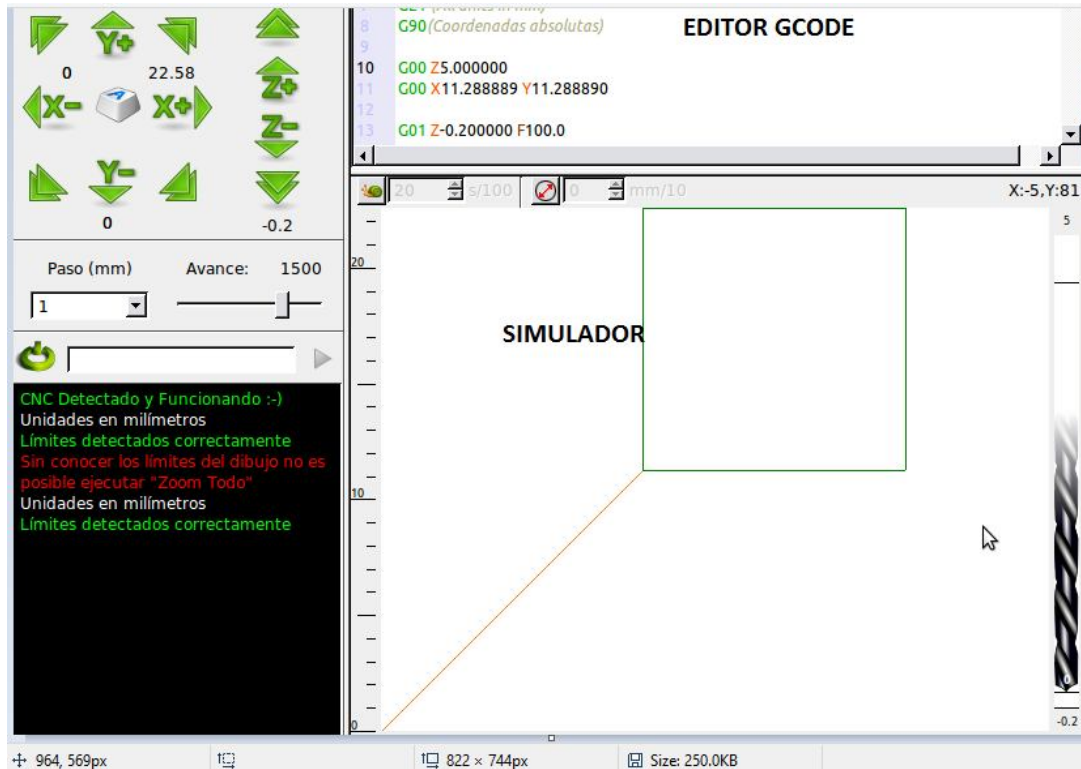 EDITOR GCODE
8 G90 (Coordenadas absolutas)
9
10 G00 Z5.000000
11 G00 X11.288889 Y11.288890
12
13 G01 Z-0.200000 F100.0
Y+
0 22.58
X- X+
Z+
Z-
Y-
0 -0.2
Paso (mm) Avance: 1500
1
CNC Detectado y Funcionando :-)
Unidades en milímetros
Límites detectados correctamente
Sin conocer los límites del dibujo no es
posible ejecutar "Zoom Todo"
Unidades en milímetros
Límites detectados correctamente
20 s/100 0 mm/10 X:-5,Y:81
5
20
SIMULADOR
10
0
0
-0.2
964, 569px 822 × 744px Size: 250.0KB